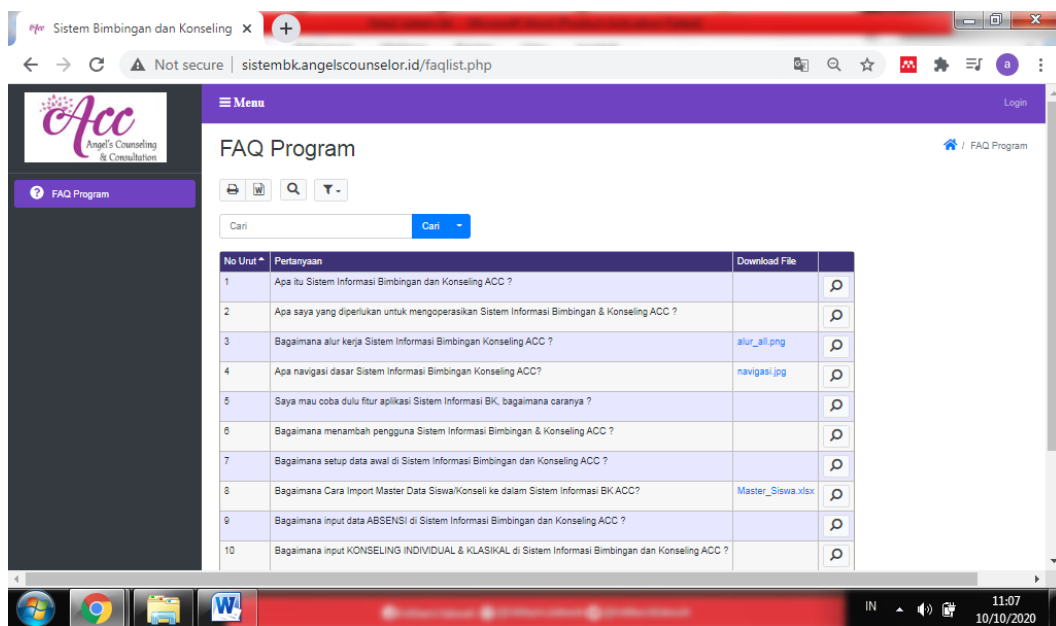 Sistem Bimbingan dan Konseling
Not secure | sistembk.angelscounselor.id/faqlist.php
a
Acc
Angel's Counseling
& Consultation
Menu
Login
FAQ Program
FAQ Program
/ FAQ Program
Cari
Cari
No Urut Pertanyaan Download File
1 Apa itu Sistem Informasi Bimbingan dan Konseling ACC ?
2 Apa saya yang diperlukan untuk mengoperasikan Sistem Informasi Bimbingan & Konseling ACC ?
3 Bagaimana alur kerja Sistem Informasi Bimbingan Konseling ACC ? alur_all.png
4 Apa navigasi dasar Sistem Informasi Bimbingan Konseling ACC? navigasi.jpg
5 Saya mau coba dulu fitur aplikasi Sistem Informasi BK, bagaimana caranya ?
6 Bagaimana menambah pengguna Sistem Informasi Bimbingan & Konseling ACC ?
7 Bagaimana setup data awal di Sistem Informasi Bimbingan dan Konseling ACC ?
8 Bagaimana Cara Import Master Data Siswa/Konseli ke dalam Sistem Informasi BK ACC? Master_Siswa.xlsx
9 Bagaimana input data ABSENSI di Sistem Informasi Bimbingan dan Konseling ACC ?
10 Bagaimana input KONSELING INDIVIDUAL & KLASIKAL di Sistem Informasi Bimbingan dan Konseling ACC ?
IN
11:07
10/10/2020